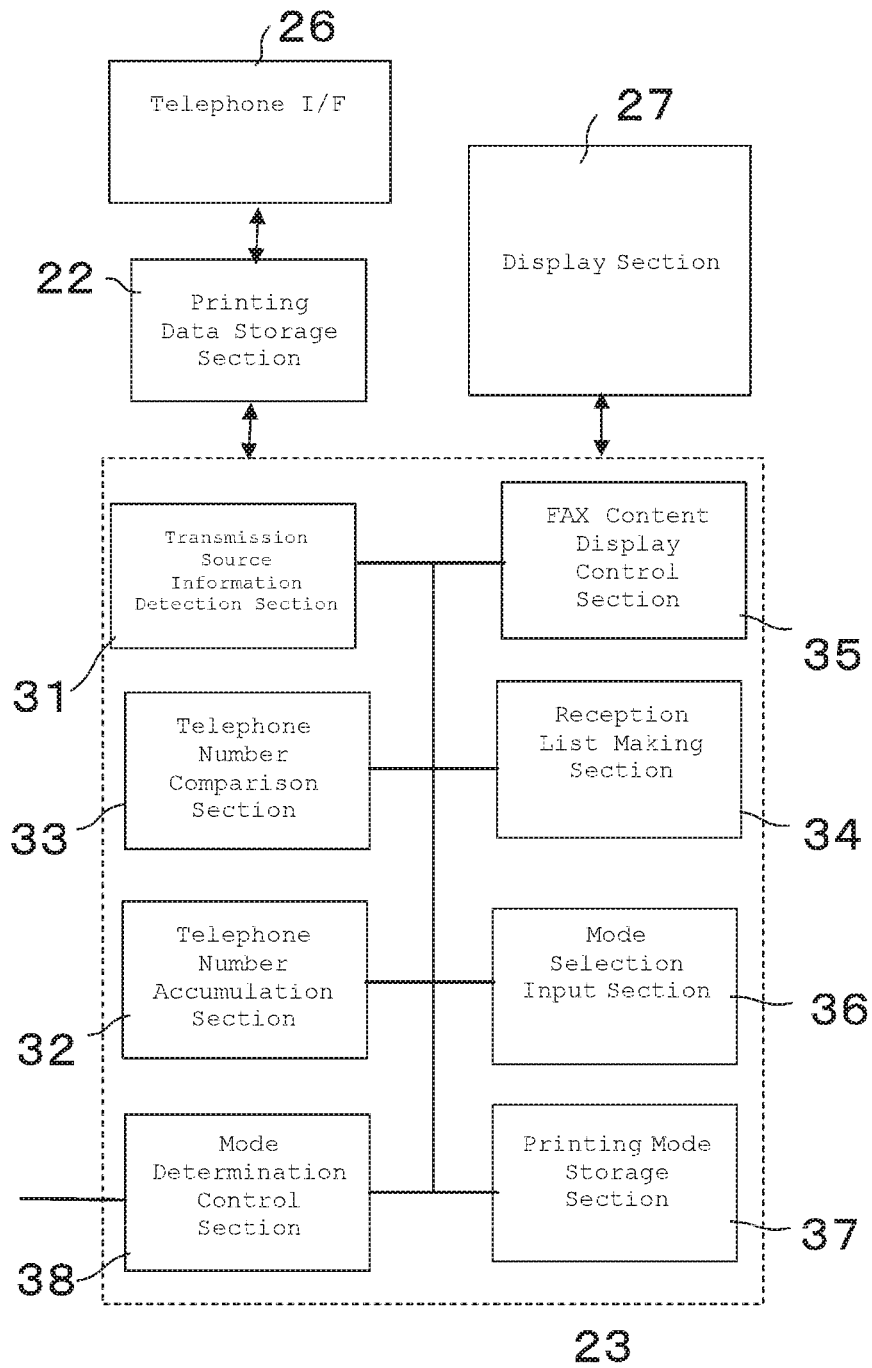 26
Telephone I/F
27
Display Section
22
Printing
Data Storage
Section
Transmission
Source
Information
Detection Section
31
FAX Content
Display
Control
Section
35
Telephone
Number
Comparison
Section
33
Reception
List Making
Section
34
Telephone
Number
Accumulation
Section
32
Mode
Selection
Input Section
36
Mode
Determination
Control
Section
38
Printing Mode
Storage
Section
37
23